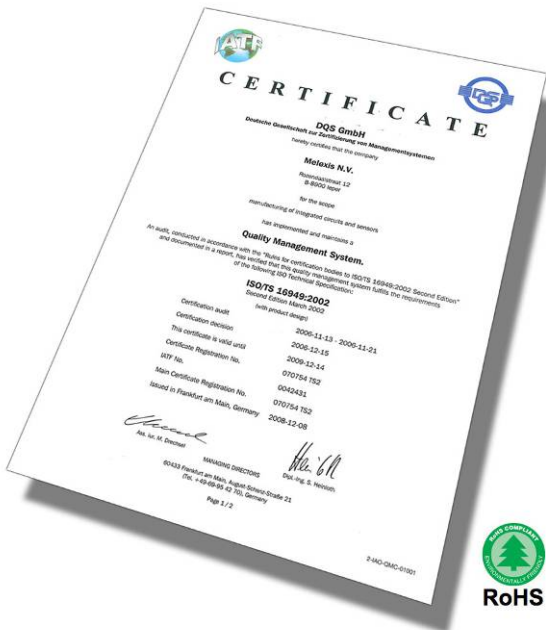 IATF
DQS
CERTIFICATE
DQS GmbH
Deutsche Gesellschaft zur Zertifizierung von Managementsystemen
hereby certifies that the company
Melexis N.V.
Rozendaalstraat 12
B-8900 Ieper
for the scope
manufacturing of integrated circuits and sensors
has implemented and maintains a
Quality Management System.
An audit, conducted in accordance with the "Rules for certification bodies to ISO/TS 16949:2002 Second Edition"
and documented in a report, has verified that this quality management system fulfills the requirements
of the following ISO Technical Specification:
ISO/TS 16949:2002
Second Edition March 2002
(with product design)
Certification audit 2006-11-13 - 2006-11-21
Certification decision 2006-12-15
This certificate is valid until 2009-12-14
Certificate Registration No. 070754 TS2
IATF No. 0042431
Main Certificate Registration No. 070754 TS2
Issued in Frankfurt am Main, Germany 2008-12-08
Ass. iur. M. Drechsel
Dipl.-Ing. S. Heinloth
MANAGING DIRECTORS
60433 Frankfurt am Main, August-Schanz-Straße 21
(Tel. +49-69-95 42 70), Germany
Page 1 / 2
2-IAO-QMC-01001
RoHS COMPLIANT
ENVIRONMENTALLY FRIENDLY
RoHS